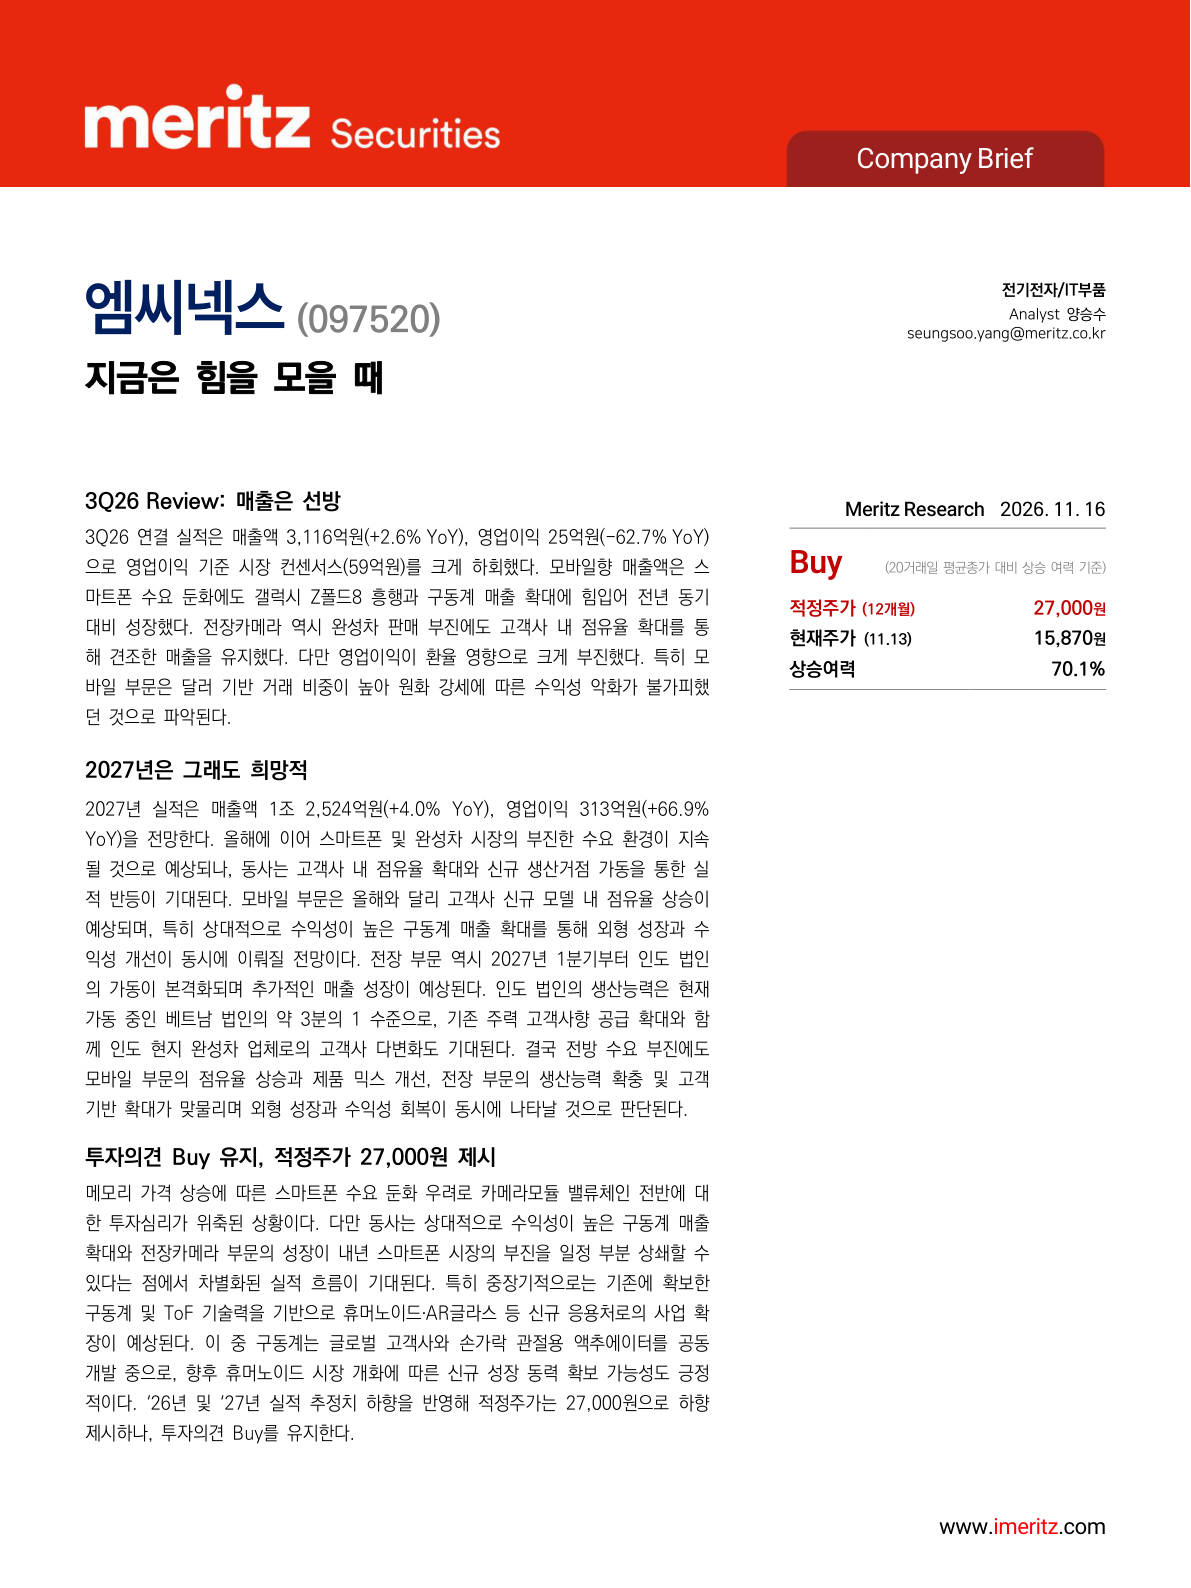 meritz Securities
Company Brief
엠씨넥스 (097520)
지금은 힘을 모을 때
전기전자/IT부품
Analyst 양승수
seungsoo.yang@meritz.co.kr
3Q26 Review: 매출은 선방
3Q26 연결 실적은 매출액 3,116억원(+2.6% YoY), 영업이익 25억원(-62.7% YoY)
으로 영업이익 기준 시장 컨센서스(59억원)를 크게 하회했다. 모바일향 매출액은 스
마트폰 수요 둔화에도 갤럭시 Z폴드8 흥행과 구동계 매출 확대에 힘입어 전년 동기
대비 성장했다. 전장카메라 역시 완성차 판매 부진에도 고객사 내 점유율 확대를 통
해 견조한 매출을 유지했다. 다만 영업이익이 환율 영향으로 크게 부진했다. 특히 모
바일 부문은 달러 기반 거래 비중이 높아 원화 강세에 따른 수익성 악화가 불가피했
던 것으로 파악된다.
2027년은 그래도 희망적
2027년 실적은 매출액 1조 2,524억원(+4.0% YoY), 영업이익 313억원(+66.9%
YoY)을 전망한다. 올해에 이어 스마트폰 및 완성차 시장의 부진한 수요 환경이 지속
될 것으로 예상되나, 동사는 고객사 내 점유율 확대와 신규 생산거점 가동을 통한 실
적 반등이 기대된다. 모바일 부문은 올해와 달리 고객사 신규 모델 내 점유율 상승이
예상되며, 특히 상대적으로 수익성이 높은 구동계 매출 확대를 통해 외형 성장과 수
익성 개선이 동시에 이뤄질 전망이다. 전장 부문 역시 2027년 1분기부터 인도 법인
의 가동이 본격화되며 추가적인 매출 성장이 예상된다. 인도 법인의 생산능력은 현재
가동 중인 베트남 법인의 약 3분의 1 수준으로, 기존 주력 고객사향 공급 확대와 함
께 인도 현지 완성차 업체로의 고객사 다변화도 기대된다. 결국 전방 수요 부진에도
모바일 부문의 점유율 상승과 제품 믹스 개선, 전장 부문의 생산능력 확충 및 고객
기반 확대가 맞물리며 외형 성장과 수익성 회복이 동시에 나타날 것으로 판단된다.
투자의견 Buy 유지, 적정주가 27,000원 제시
메모리 가격 상승에 따른 스마트폰 수요 둔화 우려로 카메라모듈 밸류체인 전반에 대
한 투자심리가 위축된 상황이다. 다만 동사는 상대적으로 수익성이 높은 구동계 매출
확대와 전장카메라 부문의 성장이 내년 스마트폰 시장의 부진을 일정 부분 상쇄할 수
있다는 점에서 차별화된 실적 흐름이 기대된다. 특히 중장기적으로는 기존에 확보한
구동계 및 ToF 기술력을 기반으로 휴머노이드·AR글라스 등 신규 응용처로의 사업 확
장이 예상된다. 이 중 구동계는 글로벌 고객사와 손가락 관절용 액추에이터를 공동
개발 중으로, 향후 휴머노이드 시장 개화에 따른 신규 성장 동력 확보 가능성도 긍정
적이다. ‘26년 및 ‘27년 실적 추정치 하향을 반영해 적정주가는 27,000원으로 하향
제시하나, 투자의견 Buy를 유지한다.
Meritz Research 2026. 11. 16
Buy (20거래일 평균종가 대비 상승 여력 기준)
적정주가 (12개월) 27,000원
현재주가 (11.13) 15,870원
상승여력 70.1%
www.imeritz.com